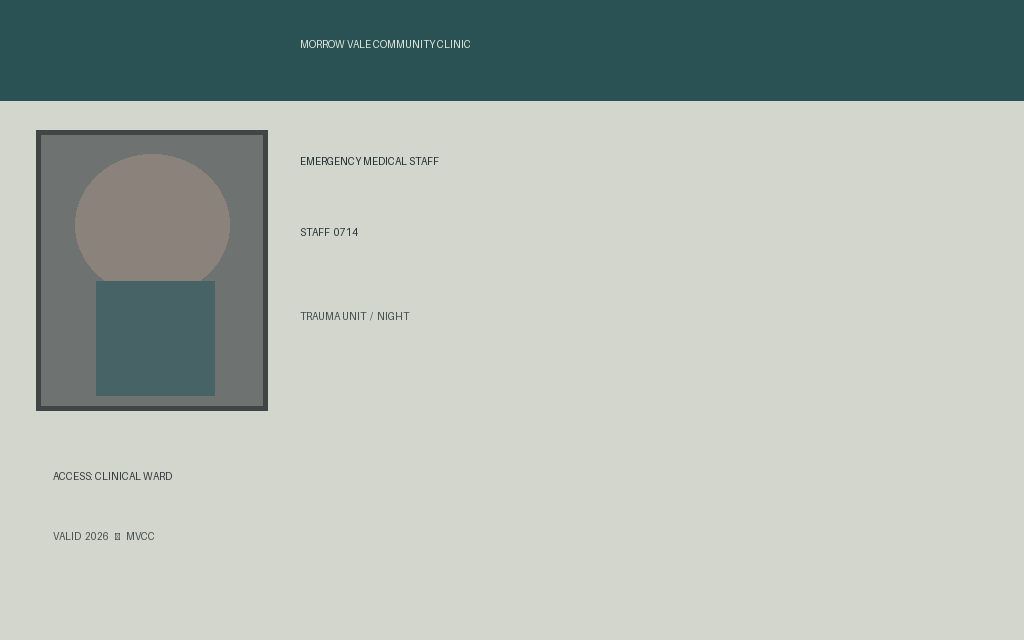 MORROW VALE COMMUNITY CLINIC
EMERGENCY MEDICAL STAFF
STAFF 0714
TRAUMA UNIT / NIGHT
ACCESS: CLINICAL WARD
VALID 2026 MVCC